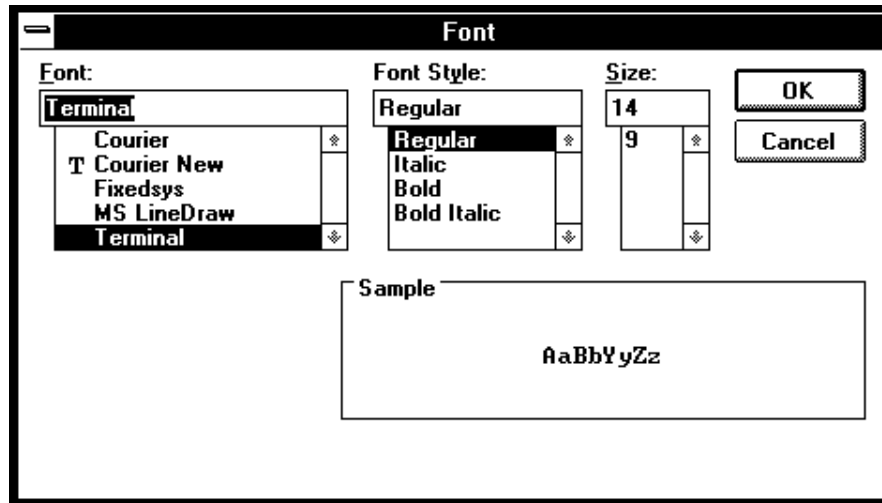 Font
Font:
Font Style:
Size:
Terminal
Regular
14
OK
Cancel
Courier
T Courier New
Fixedsys
MS LineDraw
Terminal
Regular
Italic
Bold
Bold Italic
9
Sample
AaBbYyZz